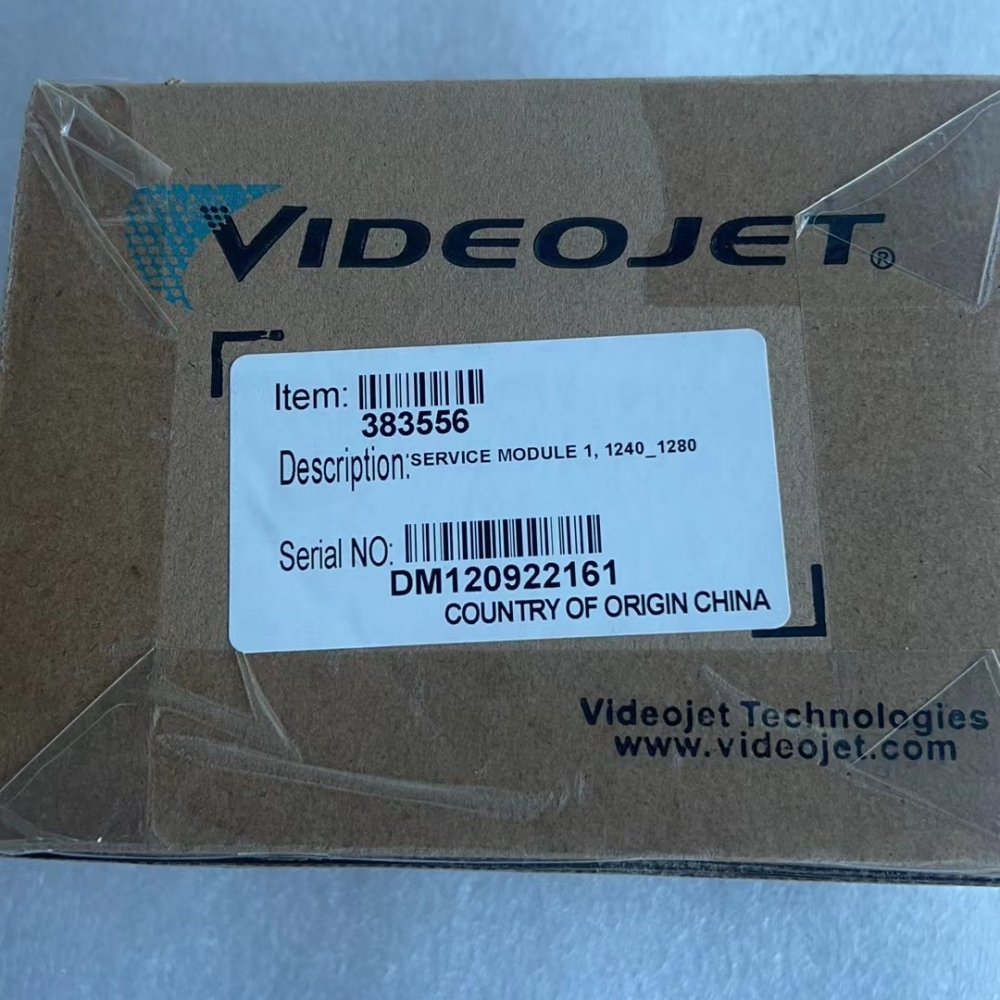 VIDEOJET®
Item:
383556
Description:SERVICE MODULE 1, 1240_1280
Serial NO:
DM120922161
COUNTRY OF ORIGIN CHINA
Videojet Technologies
www.videojet.com